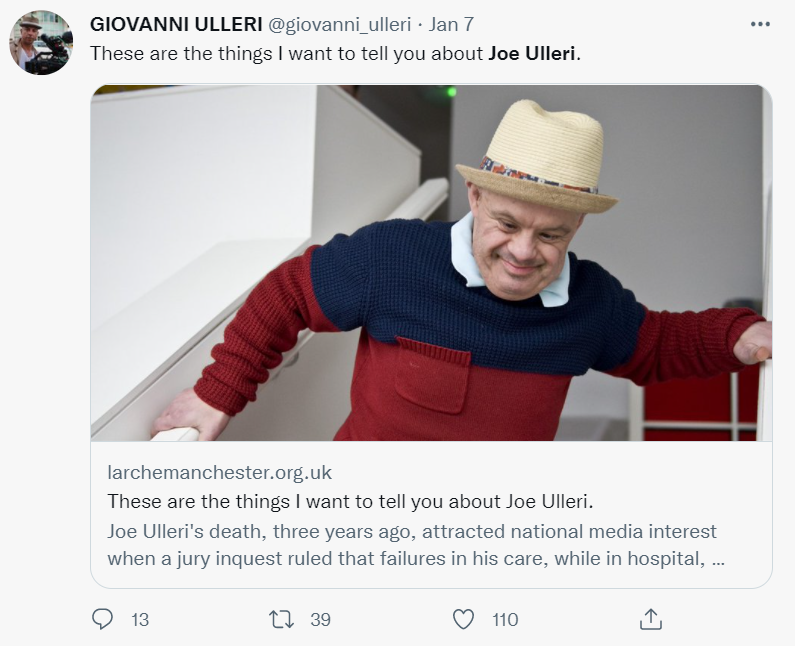 GIOVANNI ULLERI @giovanni_ulleri · Jan 7
These are the things I want to tell you about Joe Ulleri.
larchemanchester.org.uk
These are the things I want to tell you about Joe Ulleri.
Joe Ulleri's death, three years ago, attracted national media interest
when a jury inquest ruled that failures in his care, while in hospital, ...
13 39 110